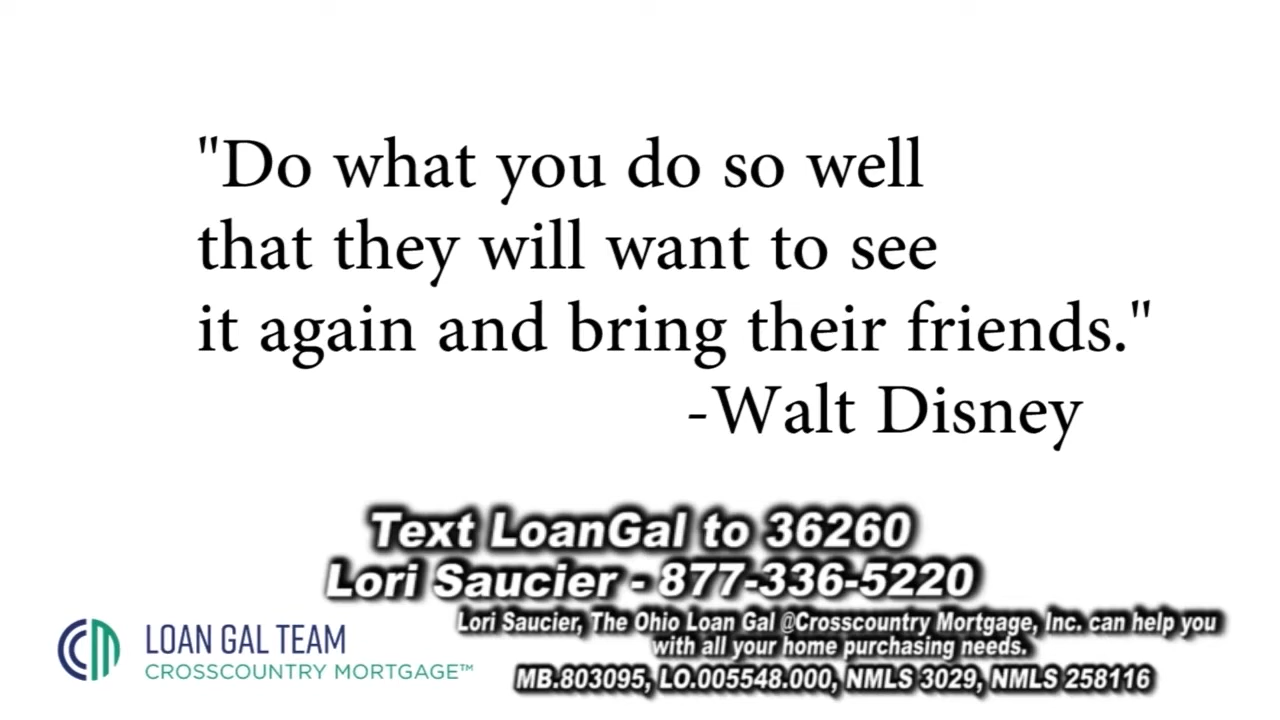 "Do what you do so well
that they will want to see
it again and bring their friends."
-Walt Disney
Text LoanGal to 36260
Lori Saucier - 877-336-5220
Lori Saucier, The Ohio Loan Gal @Crosscountry Mortgage, Inc. can help you
with all your home purchasing needs.
MB.803095, LO.005548.000, NMLS 3029, NMLS 258116
CM LOAN GAL TEAM
CROSSCOUNTRY MORTGAGE™